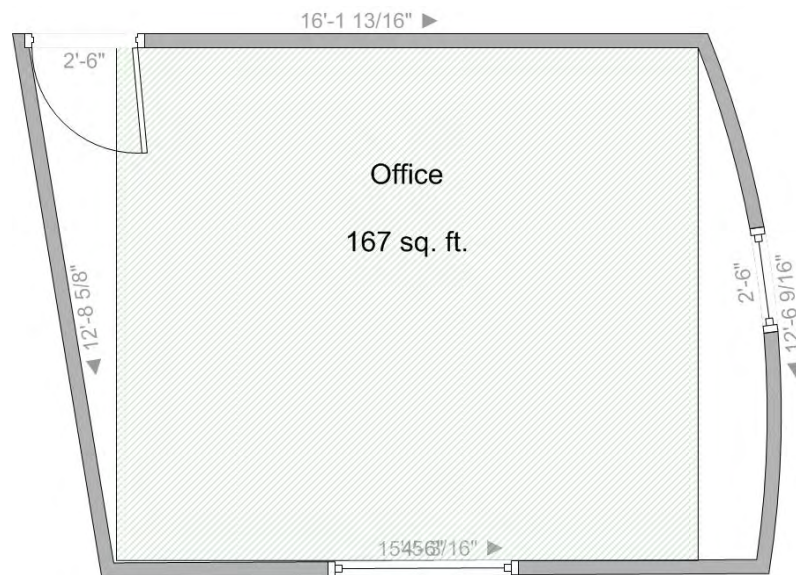 16'-1 13/16" ▶
2'-6"
Office
167 sq. ft.
12'-8 5/8"
2'-6"
12'-6 9/16"